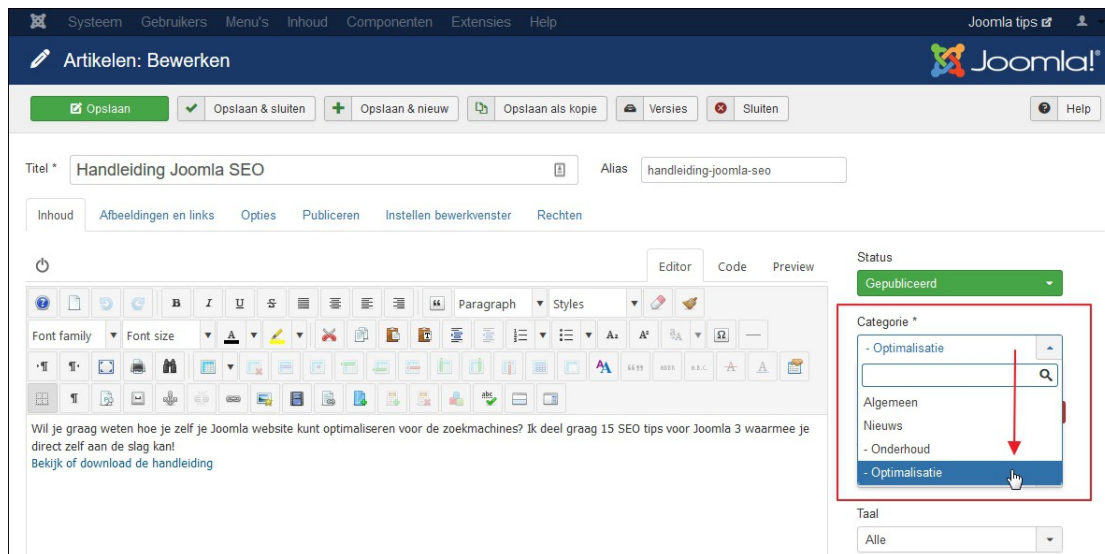 Systeem Gebruikers Menu's Inhoud Componenten Extensies Help Joomla tips
Artikelen: Bewerken Joomla!®
Opslaan Opslaan & sluiten Opslaan & nieuw Opslaan als kopie Versies Sluiten Help
Titel * Handleiding Joomla SEO Alias handleiding-joomla-seo
Inhoud Afbeeldingen en links Opties Publiceren Instellen bewerkvenster Rechten
Editor Code Preview
Status
Gepubliceerd
Paragraph Styles
Font family Font size
Categorie *
- Optimalisatie
Algemeen
Nieuws
- Onderhoud
- Optimalisatie
Wil je graag weten hoe je zelf je Joomla website kunt optimaliseren voor de zoekmachines? Ik deel graag 15 SEO tips voor Joomla 3 waarmee je
direct zelf aan de slag kan!
Bekijk of download de handleiding
Taal
Alle